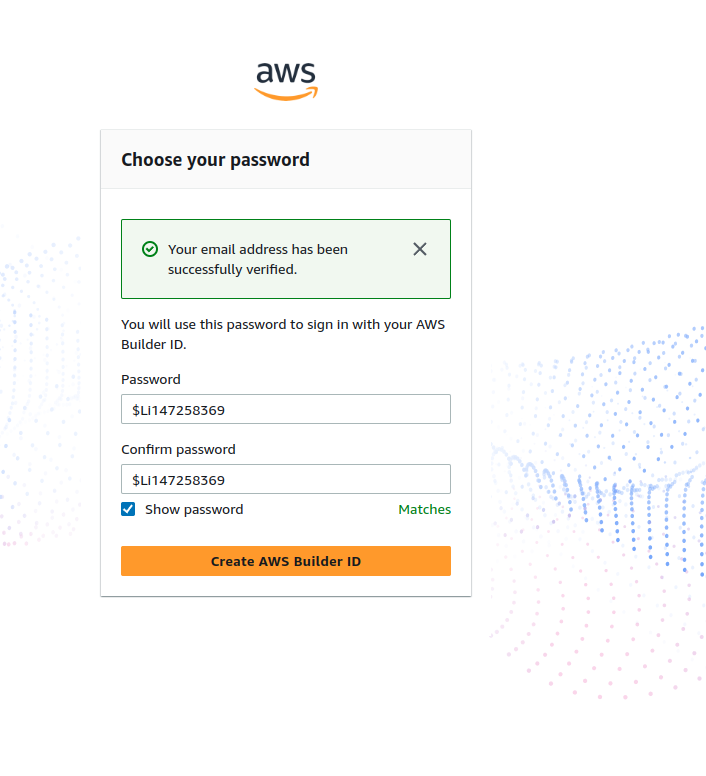 aws
Choose your password
Your email address has been
successfully verified.
You will use this password to sign in with your AWS
Builder ID.
Password
$Li147258369
Confirm password
$Li147258369
Show password
Matches
Create AWS Builder ID